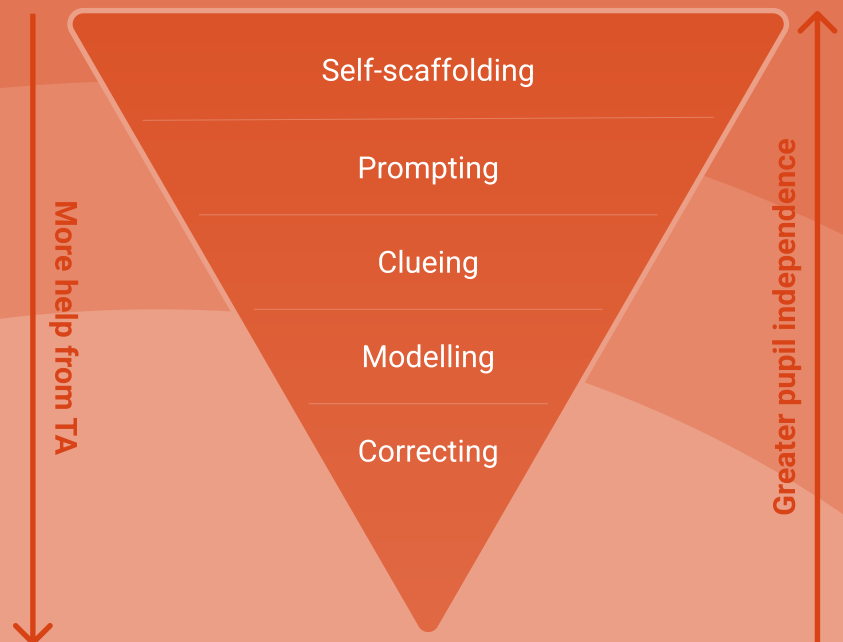 Self-scaffolding
Prompting
Clueing
Modelling
Correcting
More help from TA
Greater pupil independence